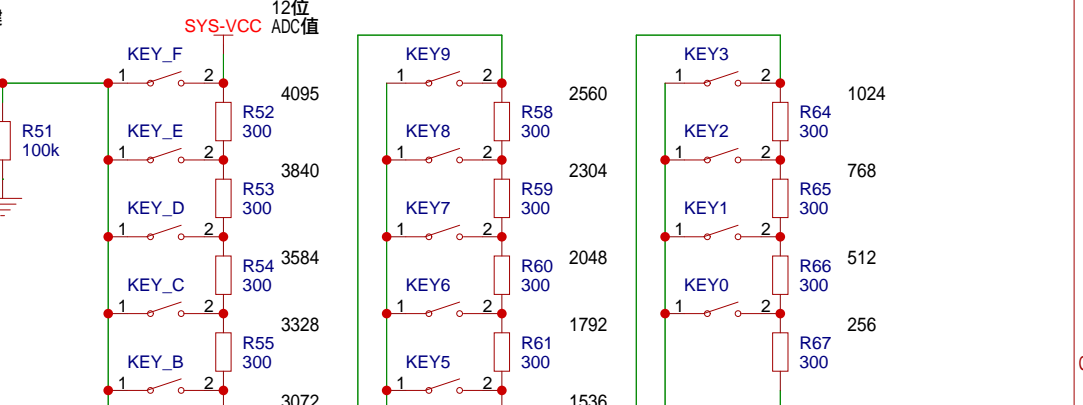 12位
SYS-VCC ADC值
KEY_F
1 2
4095
R52
300
KEY_E
1 2
3840
R53
300
KEY_D
1 2
3584
R54
300
KEY_C
1 2
3328
R55
300
KEY_B
1 2
3072
R51
100k
KEY9
1 2
2560
R58
300
KEY8
1 2
2304
R59
300
KEY7
1 2
2048
R60
300
KEY6
1 2
1792
R61
300
KEY5
1 2
1536
KEY3
1 2
1024
R64
300
KEY2
1 2
768
R65
300
KEY1
1 2
512
R66
300
KEY0
1 2
256
R67
300